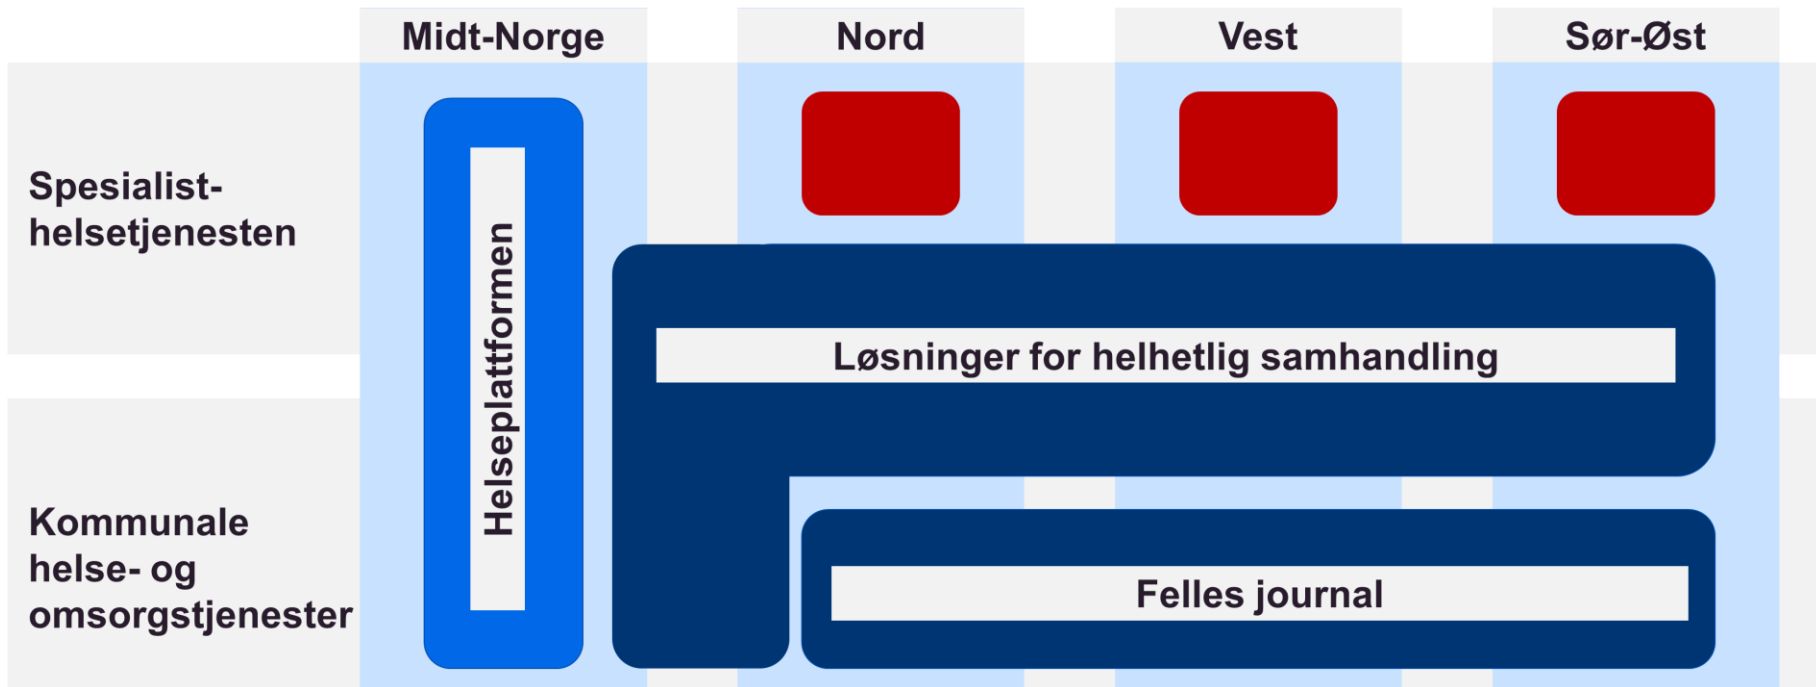 Midt-Norge
Nord
Vest
Sør-Øst
Spesialist-
helsetjenesten
Helseplattformen
Løsninger for helhetlig samhandling
Kommunale
helse- og
omsorgstjenester
Felles journal